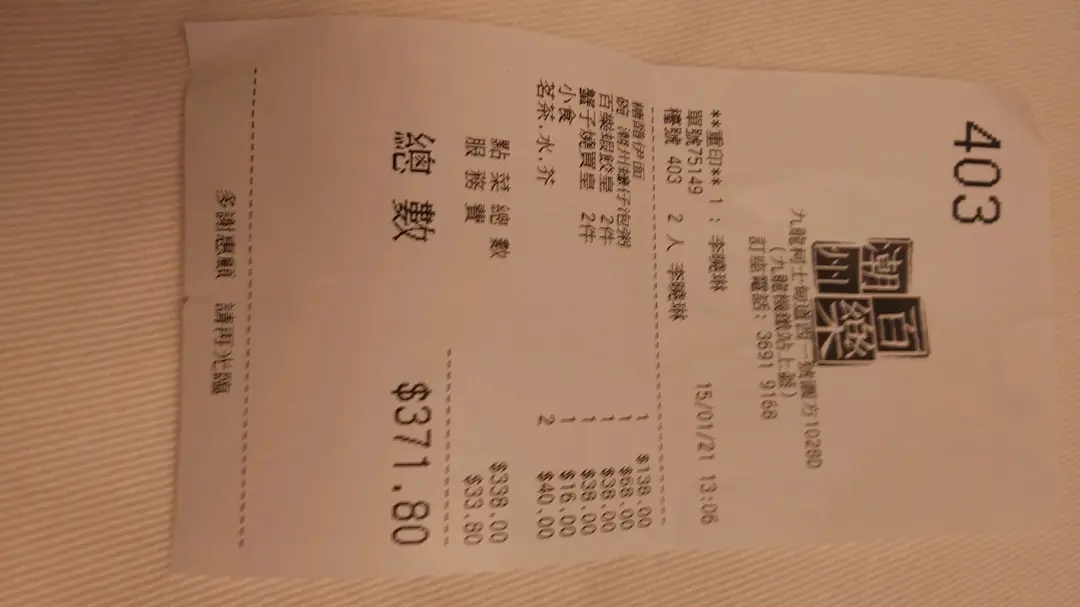 403
潮州
百樂
九龍柯士甸道西一號圓方1028D
(九龍機鐵站上蓋)
訂座電話: 3691 9168
**重印** 1 : 李曉琳
單號75149 15/01/21 13:06
檯號 403 2 人 李曉琳
糖醋伊面 1 $138.00
碗 潮州蠔仔泡粥 1 $68.00
百樂蝦餃皇 2件 1 $38.00
蟹子燒賣皇 2件 1 $38.00
小食 1 $16.00
茗茶.水.芥 2 $40.00
點菜總數 $338.00
服務費 $33.80
總數 $371.80
多謝惠顧 請再光臨